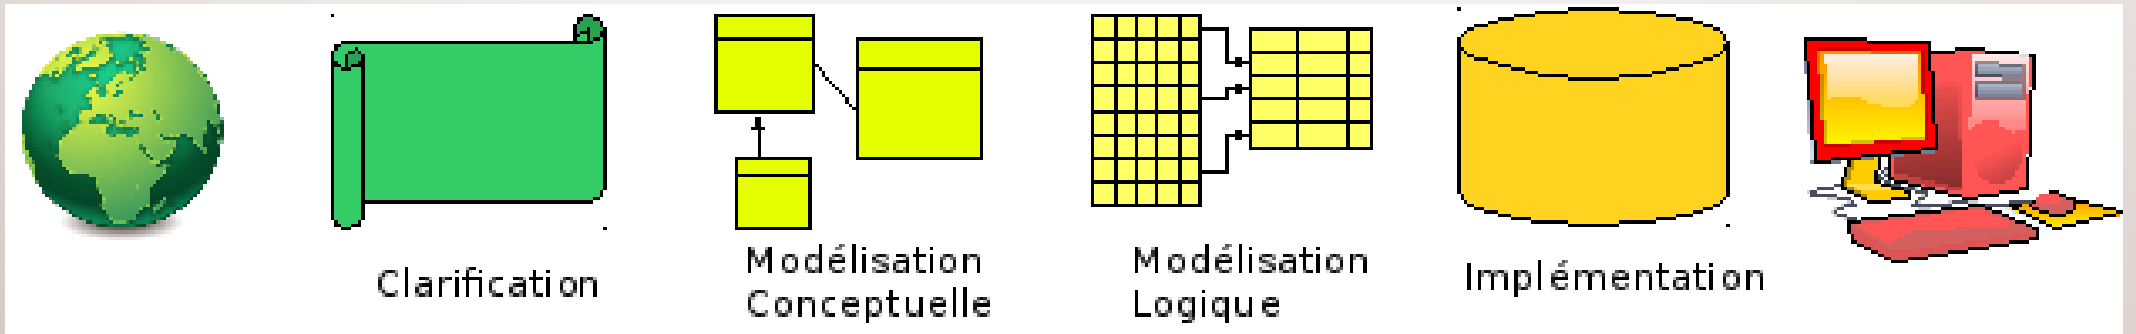 Clarification
Modélisation
Conceptuelle
Modélisation
Logique
Implémentation